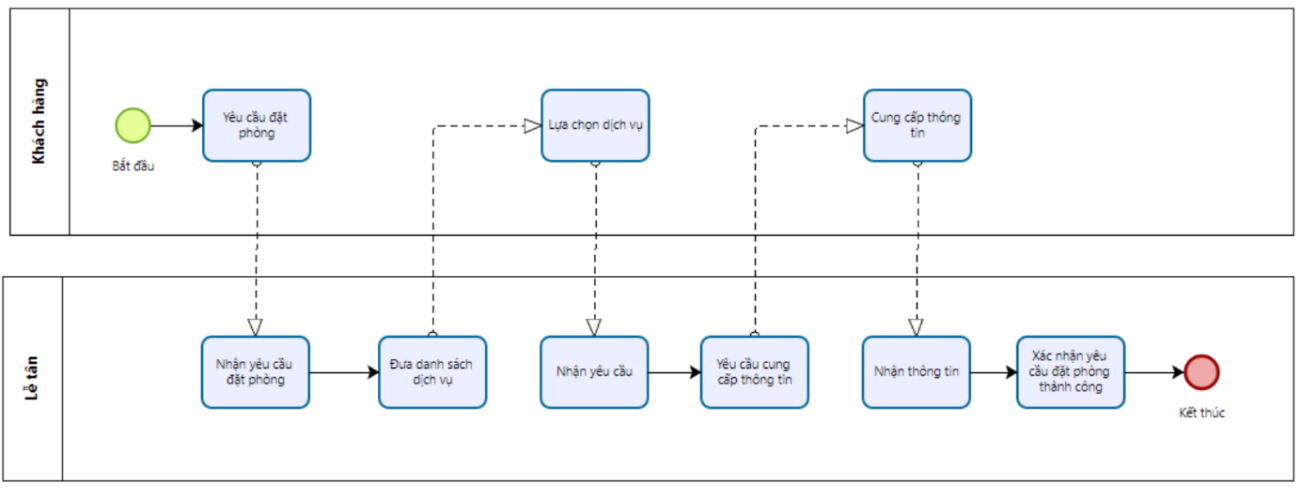 Khách hàng
Bắt đầu
Yêu cầu đặt
phòng
Lựa chọn dịch vụ
Cung cấp thông
tin
Lễ tân
Nhận yêu cầu
đặt phòng
Đưa danh sách
dịch vụ
Nhận yêu cầu
Yêu cầu cung
cấp thông tin
Nhận thông tin
Xác nhận yêu
cầu đặt phòng
thành công
Kết thúc